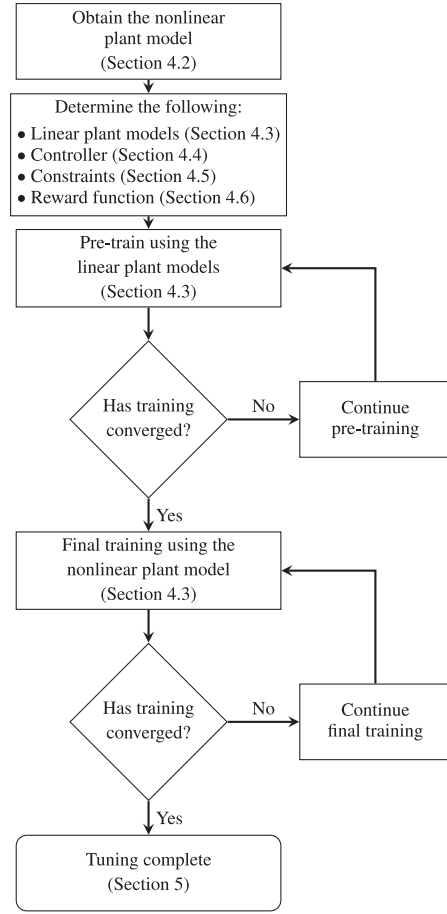 Obtain the nonlinear
plant model
(Section 4.2)
Determine the following:
• Linear plant models (Section 4.3)
• Controller (Section 4.4)
• Constraints (Section 4.5)
• Reward function (Section 4.6)
Pre-train using the
linear plant models
(Section 4.3)
Has training
converged?
No
Continue
pre-training
Yes
Final training using the
nonlinear plant model
(Section 4.3)
Has training
converged?
No
Continue
final training
Yes
Tuning complete
(Section 5)